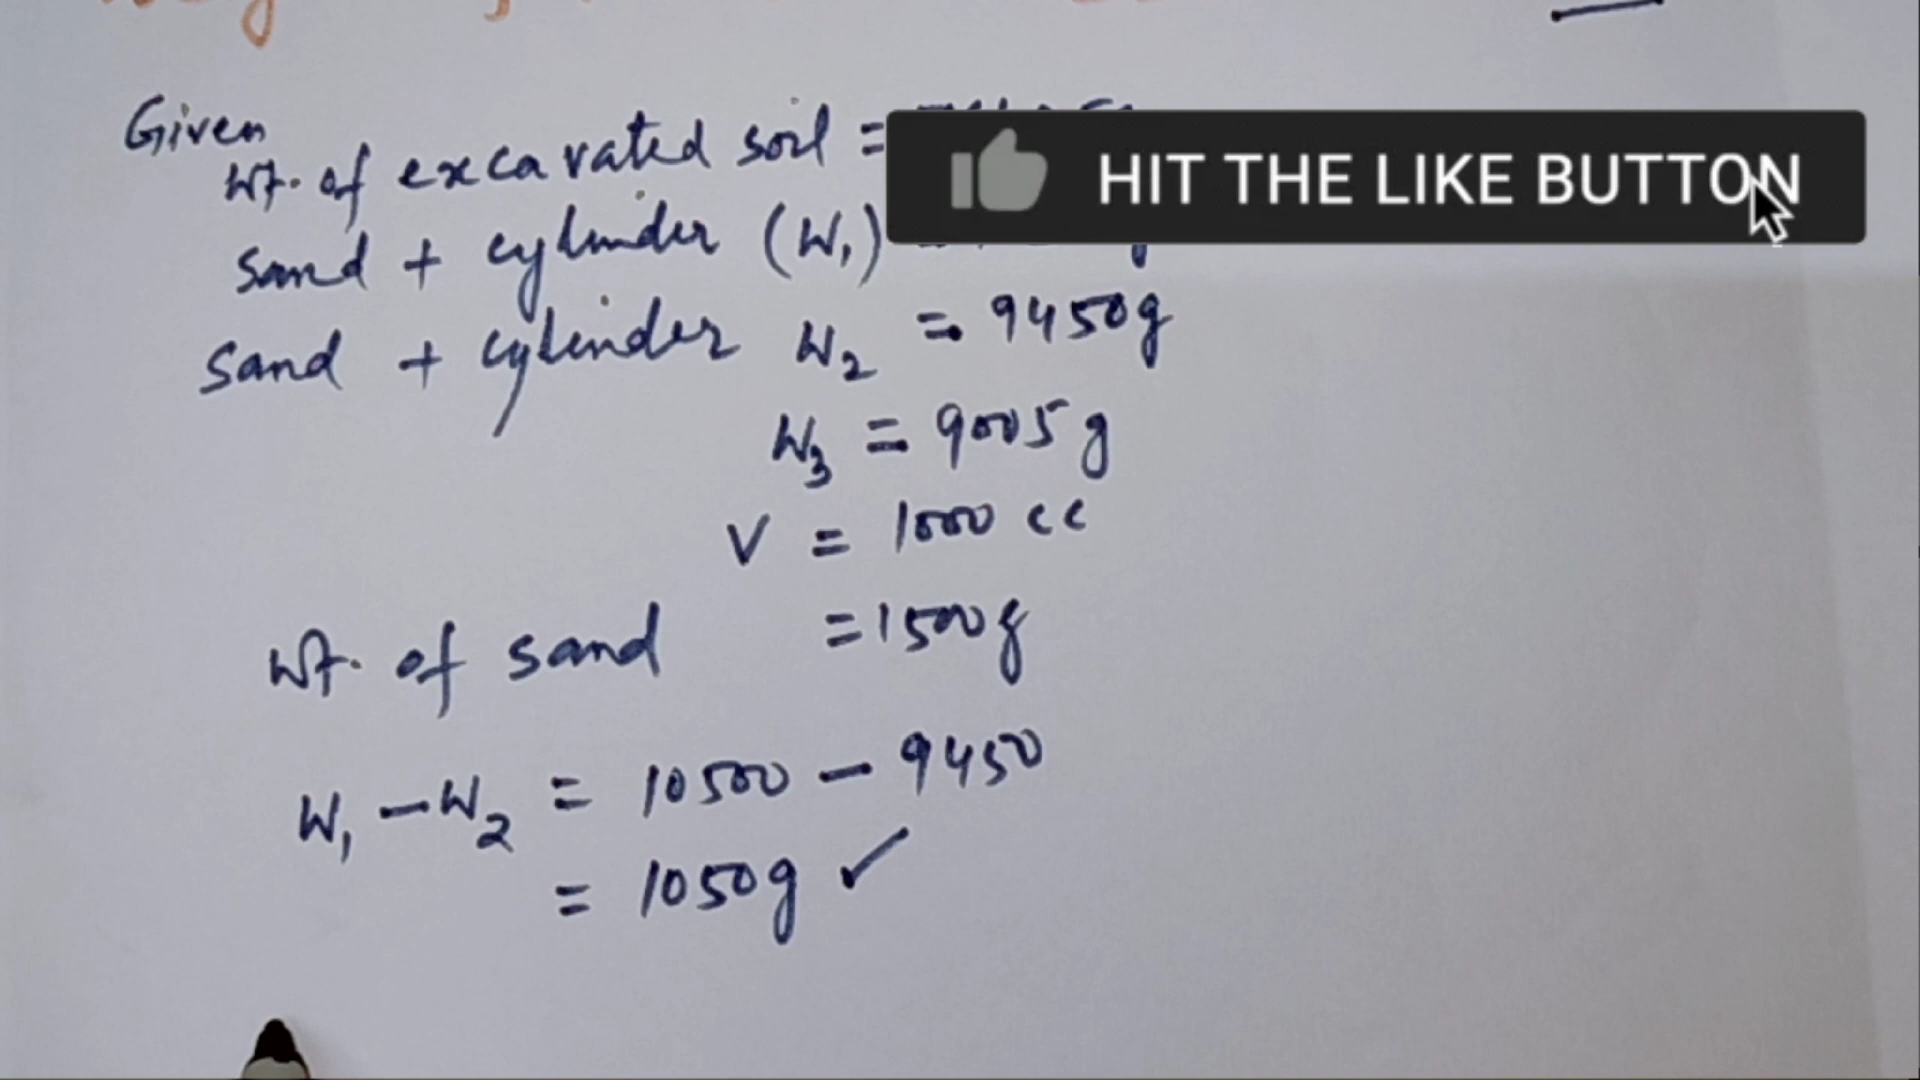 Given
Wt. of excavated soil =
HIT THE LIKE BUTTON
sand + cylinder (W1)
sand + cylinder W2 = 9450g
W3 = 9005g
V = 1000 cc
Wt. of sand = 1500g
W1 - W2 = 10500 - 9450
= 1050g ✓